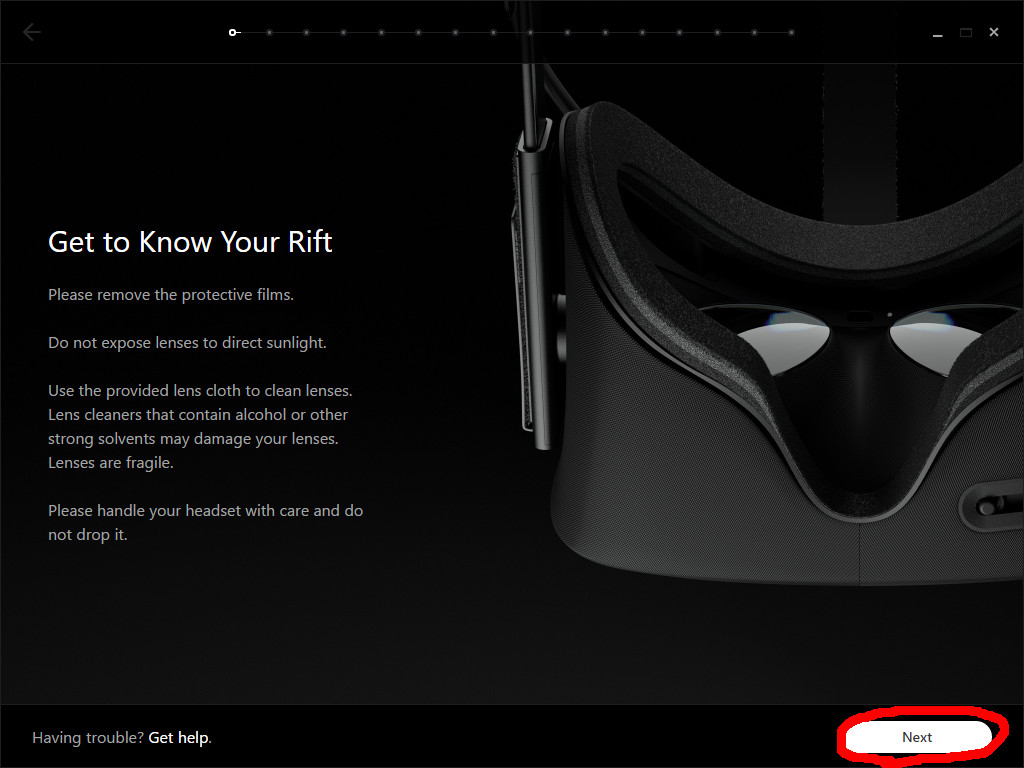 Get to Know Your Rift
Please remove the protective films.
Do not expose lenses to direct sunlight.
Use the provided lens cloth to clean lenses.
Lens cleaners that contain alcohol or other
strong solvents may damage your lenses.
Lenses are fragile.
Please handle your headset with care and do
not drop it.
Having trouble? Get help.
Next